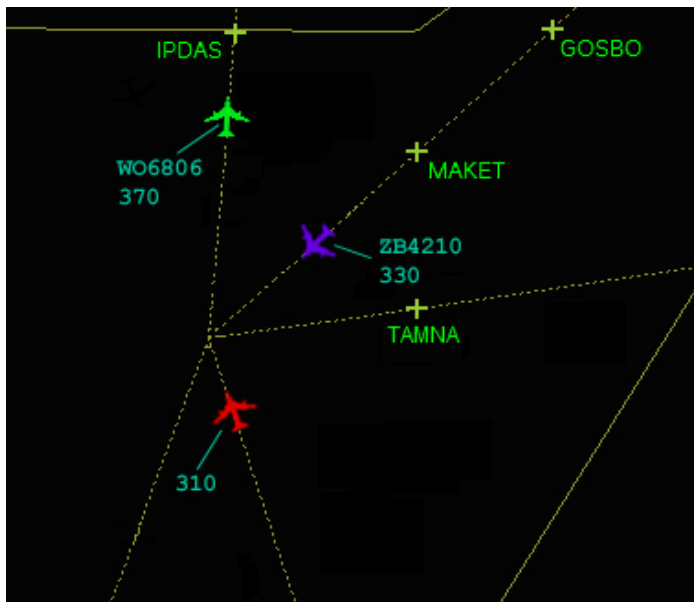 IPDAS
GOSBO
WO6806
370
MAKET
ZB4210
330
TAMNA
310